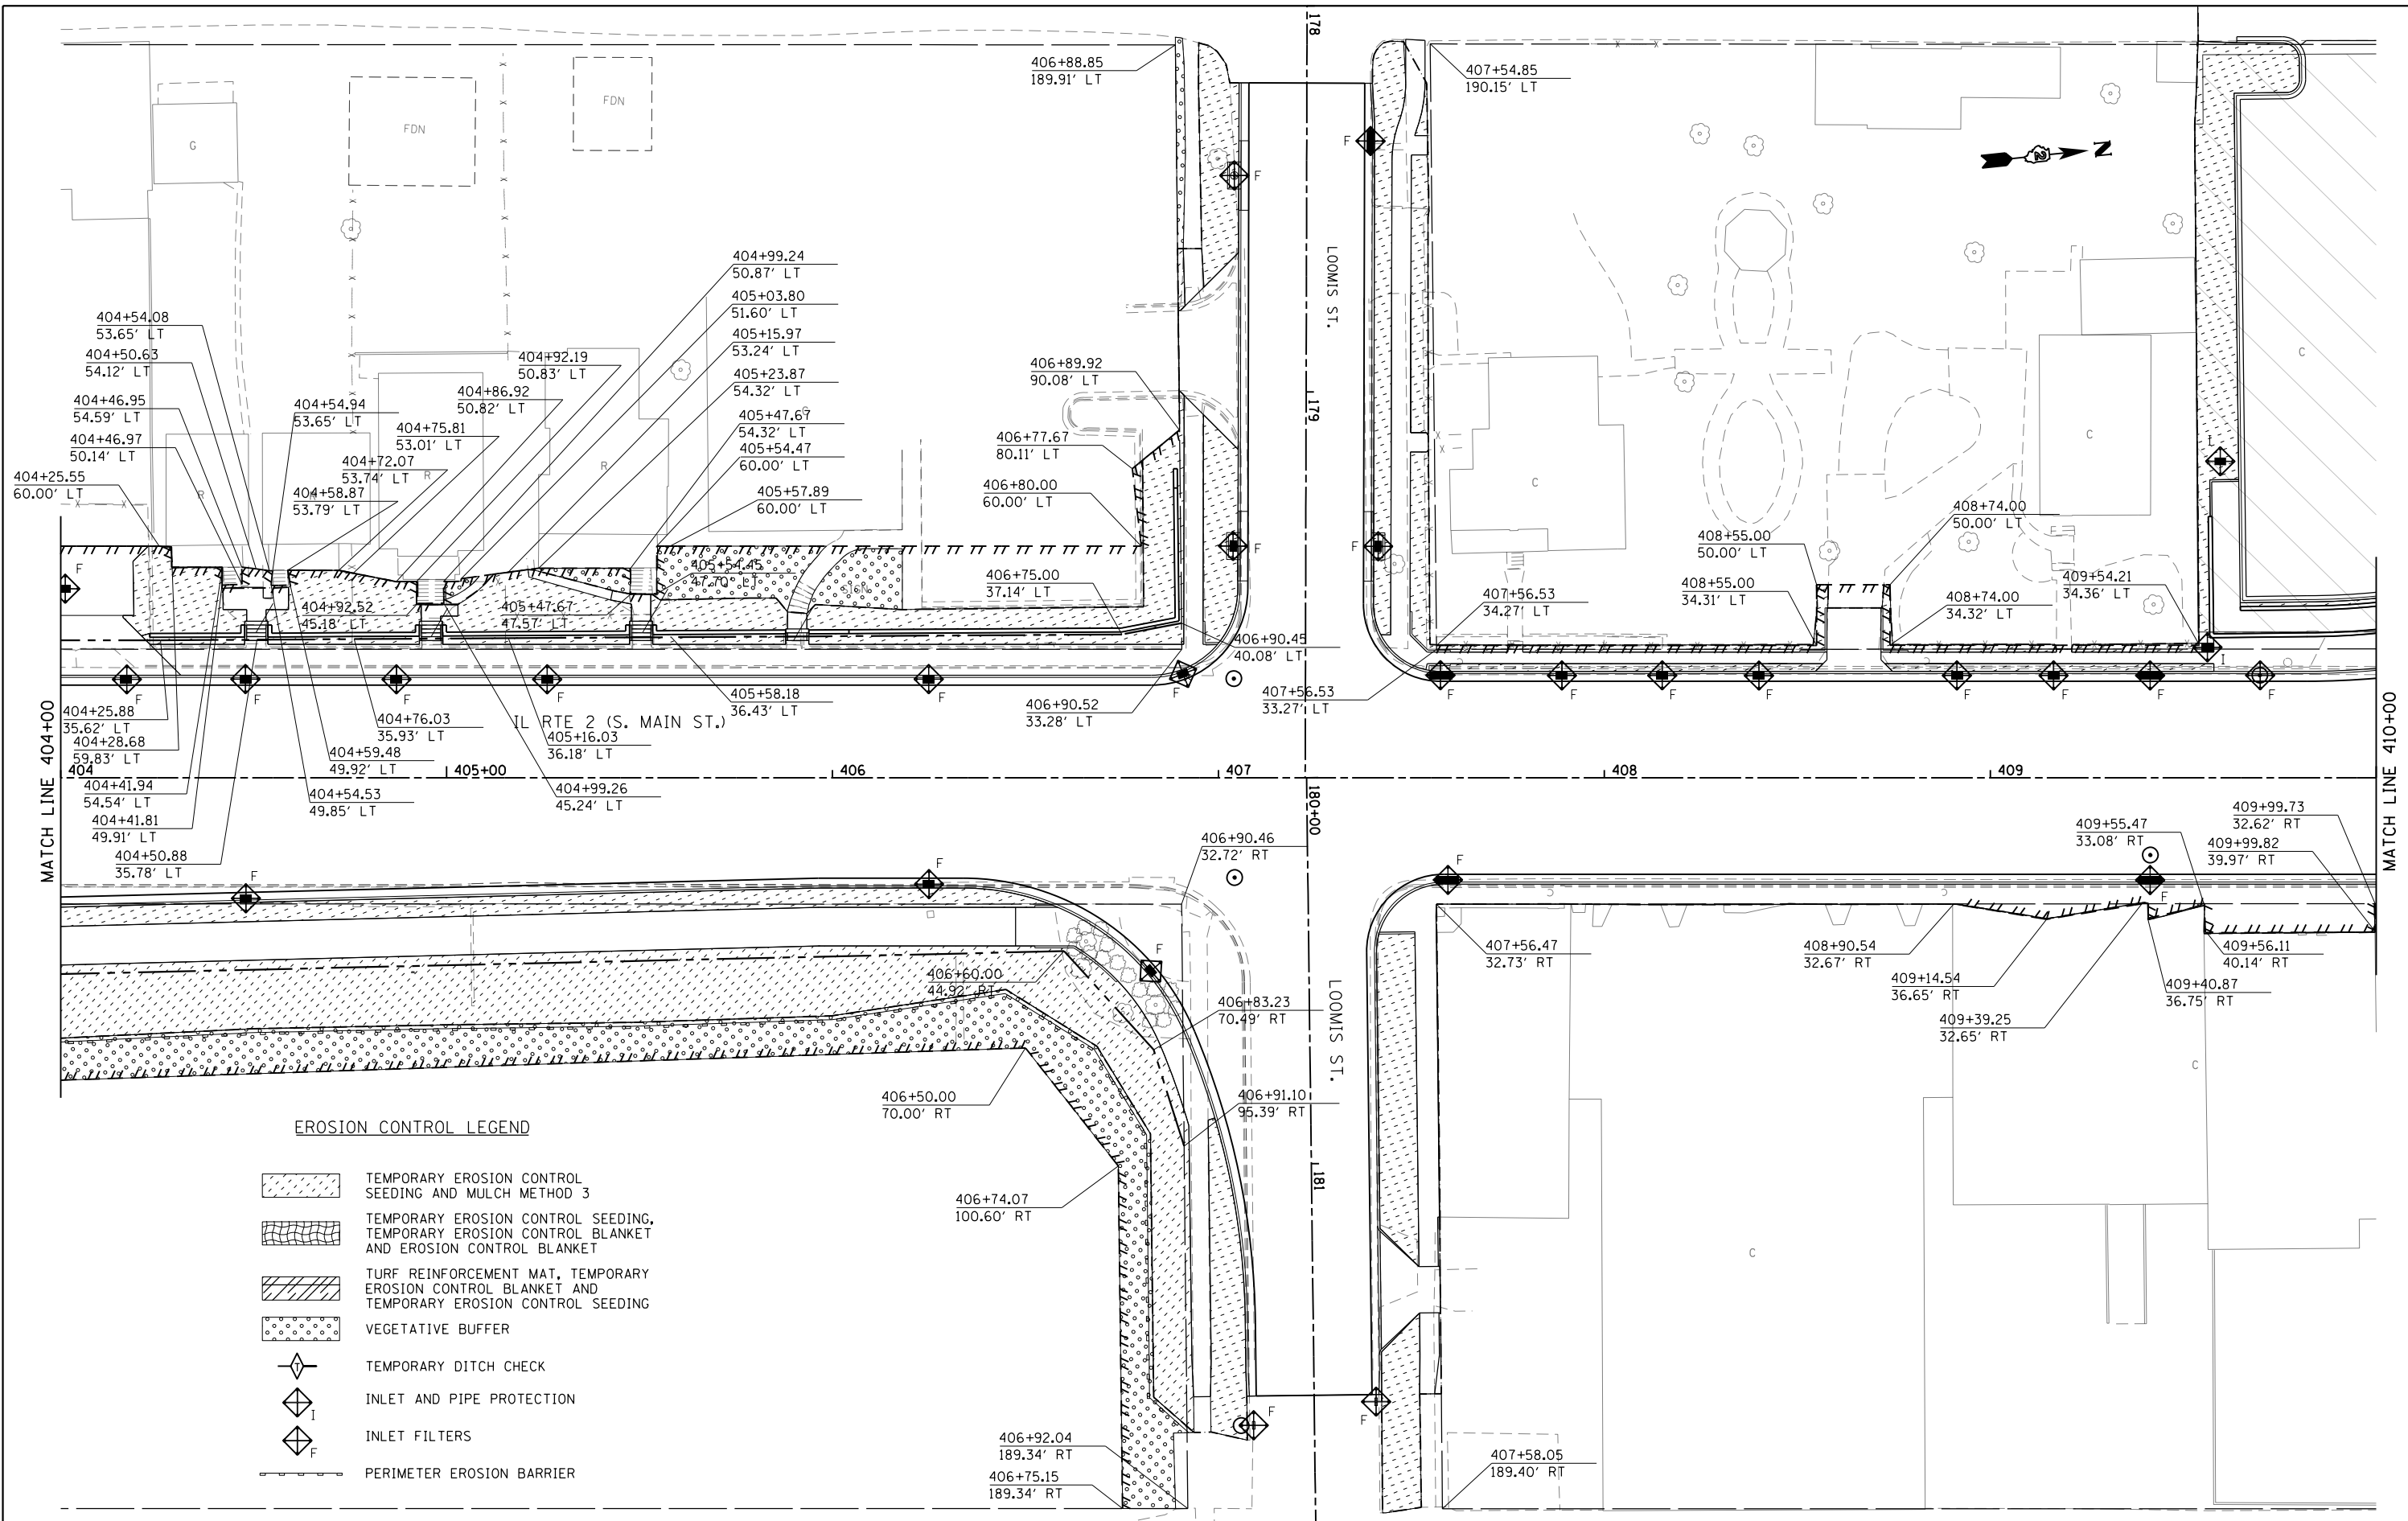 178
406+88.85
189.91' LT
407+54.85
190.15' LT
FDN
FDN
G
F
F
N
2
LOOMIS ST.
404+99.24
50.87' LT
405+03.80
51.60' LT
404+54.08
53.65' LT
405+15.97
53.24' LT
404+50.63
54.12' LT
404+92.19
50.83' LT
405+23.87
54.32' LT
406+89.92
90.08' LT
C
404+46.95
54.59' LT
404+54.94
53.65' LT
404+86.92
50.82' LT
405+47.67
54.32' LT
179
404+46.97
50.14' LT
404+75.81
53.01' LT
405+54.47
60.00' LT
406+77.67
80.11' LT
C
404+72.07
53.74' LT
R
R
404+25.55
60.00' LT
404+58.87
53.79' LT
405+57.89
60.00' LT
406+80.00
60.00' LT
C
I
R
R
408+74.00
50.00' LT
408+55.00
50.00' LT
F
F
F
405+54.45
47.70' LT
406+75.00
37.14' LT
SIGN
407+56.53
34.27' LT
408+55.00
34.31' LT
408+74.00
34.32' LT
409+54.21
34.36' LT
404+92.52
45.18' LT
405+47.67
47.57' LT
406+90.45
40.08' LT
I
F
F
F
F
F
F
F
F
F
F
F
F
F
F
405+58.18
36.43' LT
406+90.52
33.28' LT
407+56.53
33.27' LT
404+25.88
35.62' LT
404+76.03
35.93' LT
IL RTE 2 (S. MAIN ST.)
405+16.03
36.18' LT
404+28.68
59.83' LT
404+59.48
49.92' LT
MATCH LINE 404+00
404
405+00
406
407
408
409
MATCH LINE 410+00
404+41.94
54.54' LT
404+54.53
49.85' LT
404+99.26
45.24' LT
180+00
404+41.81
49.91' LT
404+50.88
35.78' LT
406+90.46
32.72' RT
409+55.47
33.08' RT
409+99.73
32.62' RT
409+99.82
39.97' RT
F
F
F
F
F
406+60.00
44.92' RT
407+56.47
32.73' RT
408+90.54
32.67' RT
409+56.11
40.14' RT
409+14.54
36.65' RT
409+40.87
36.75' RT
406+83.23
70.49' RT
LOOMIS ST.
409+39.25
32.65' RT
C
406+50.00
70.00' RT
406+91.10
95.39' RT
181
406+74.07
100.60' RT
C
EROSION CONTROL LEGEND
TEMPORARY EROSION CONTROL
SEEDING AND MULCH METHOD 3
TEMPORARY EROSION CONTROL SEEDING,
TEMPORARY EROSION CONTROL BLANKET
AND EROSION CONTROL BLANKET
TURF REINFORCEMENT MAT, TEMPORARY
EROSION CONTROL BLANKET AND
TEMPORARY EROSION CONTROL SEEDING
VEGETATIVE BUFFER
T
TEMPORARY DITCH CHECK
I
INLET AND PIPE PROTECTION
F
INLET FILTERS
PERIMETER EROSION BARRIER
F
F
406+92.04
189.34' RT
406+75.15
189.34' RT
407+58.05
189.40' RT